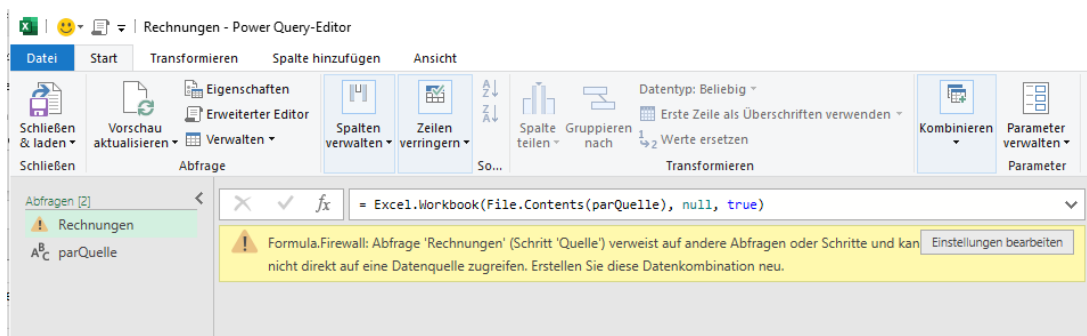 Rechnungen - Power Query-Editor
Datei Start Transformieren Spalte hinzufügen Ansicht
Schließen & laden
Schließen
Vorschau aktualisieren
Eigenschaften
Erweiterter Editor
Verwalten
Abfrage
Spalten verwalten
Zeilen verringern
So...
Spalte teilen
Gruppieren nach
Datentyp: Beliebig
Erste Zeile als Überschriften verwenden
Werte ersetzen
Transformieren
Kombinieren
Parameter verwalten
Parameter
Abfragen [2]
Rechnungen
ABC parQuelle
fx = Excel.Workbook(File.Contents(parQuelle), null, true)
Formula.Firewall: Abfrage 'Rechnungen' (Schritt 'Quelle') verweist auf andere Abfragen oder Schritte und kan
Einstellungen bearbeiten
nicht direkt auf eine Datenquelle zugreifen. Erstellen Sie diese Datenkombination neu.